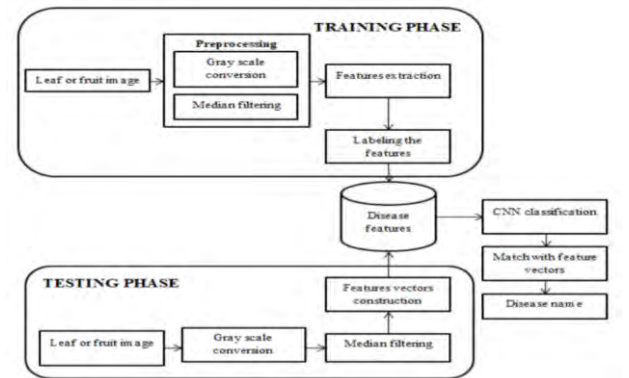 TRAINING PHASE
Preprocessing
Gray scale
conversion
Median filtering
Leaf or fruit image
Features extraction
Labeling the
features
Disease
features
CNN classification
Match with feature
vectors
Disease name
TESTING PHASE
Features vectors
construction
Leaf or fruit image
Gray scale
conversion
Median filtering